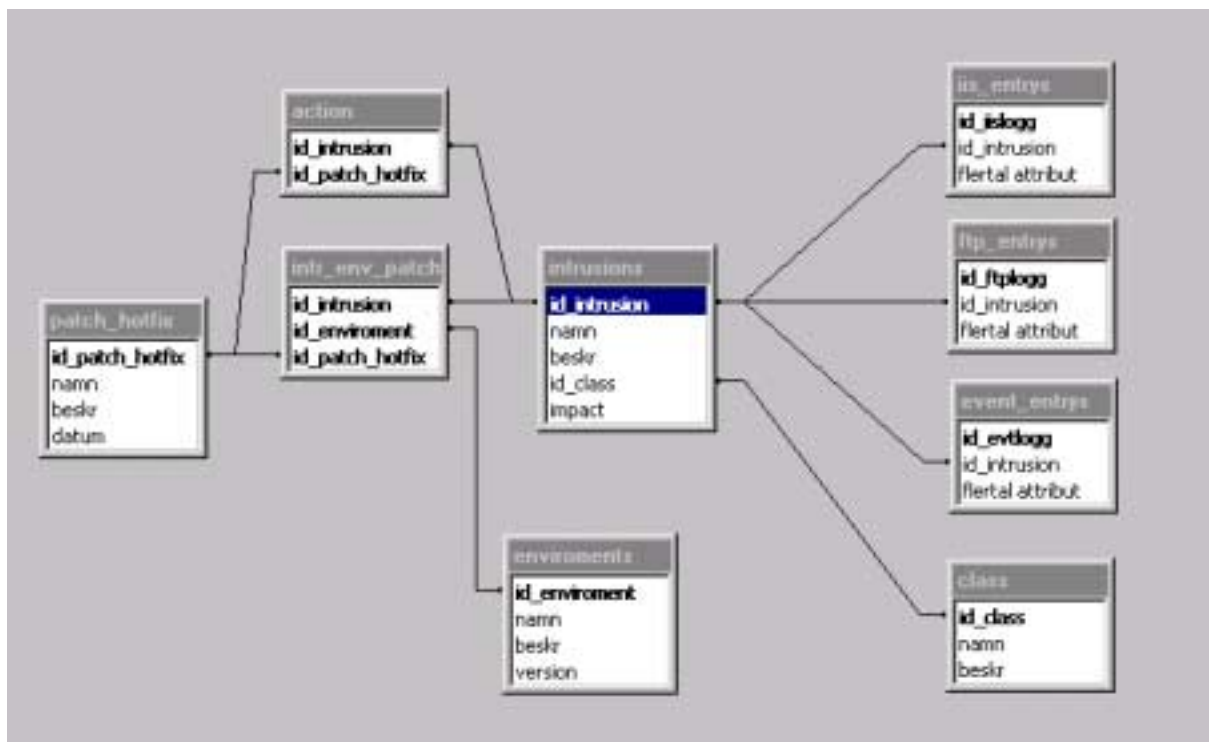 action
id_intrusion
id_patch_hotfix
intr_env_patch
id_intrusion
id_enviroment
id_patch_hotfix
patch_hotfix
id_patch_hotfix
namn
beskr
datum
intrusions
id_intrusion
namn
beskr
id_class
impact
enviroments
id_enviroment
namn
beskr
version
iis_entrys
id_iislogg
id_intrusion
flertal attribut
ftp_entrys
id_ftplogg
id_intrusion
flertal attribut
event_entrys
id_evtlogg
id_intrusion
flertal attribut
class
id_class
namn
beskr